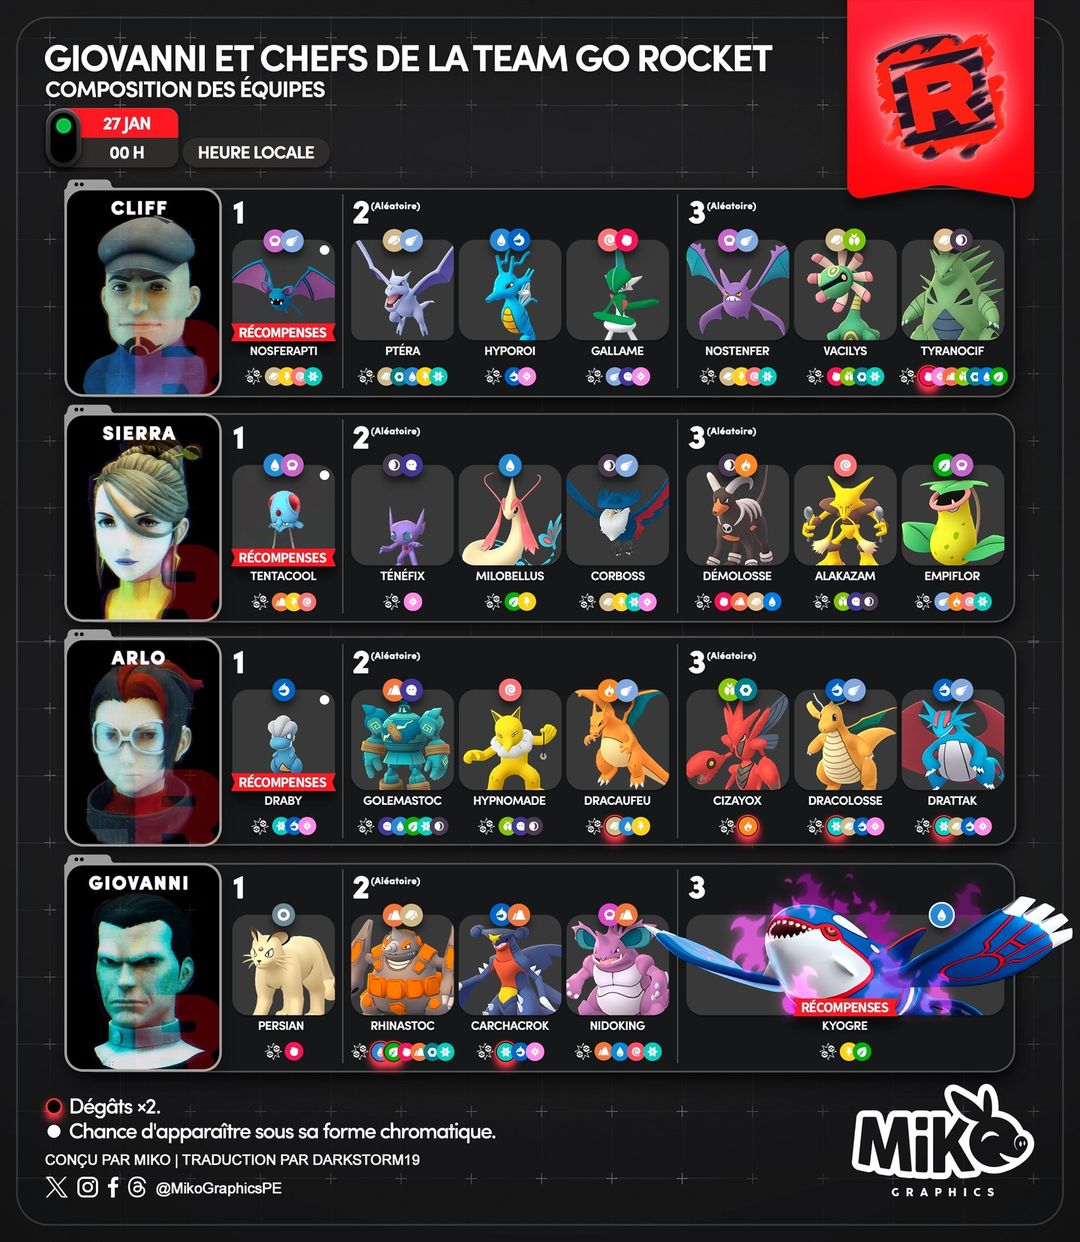 GIOVANNI ET CHEFS DE LA TEAM GO ROCKET
COMPOSITION DES ÉQUIPES
27 JAN
00 H
HEURE LOCALE
R
CLIFF
1
2 (Aléatoire)
3 (Aléatoire)
RÉCOMPENSES
NOSFERAPTI
PTÉRA
HYPOROI
GALLAME
NOSTENFER
VACILYS
TYRANOCIF
SIERRA
1
2 (Aléatoire)
3 (Aléatoire)
RÉCOMPENSES
TENTACOOL
TÉNÉFIX
MILOBELLUS
CORBOSS
DÉMOLOSSE
ALAKAZAM
EMPIFLOR
ARLO
1
2 (Aléatoire)
3 (Aléatoire)
RÉCOMPENSES
DRABY
GOLEMASTOC
HYPNOMADE
DRACAUFEU
CIZAYOX
DRACOLOSSE
DRATTAK
GIOVANNI
1
2 (Aléatoire)
3
RÉCOMPENSES
PERSIAN
RHINASTOC
CARCHACROK
NIDOKING
KYOGRE
Dégâts ×2.
Chance d'apparaître sous sa forme chromatique.
CONÇU PAR MIKO | TRADUCTION PAR DARKSTORM19
@MikoGraphicsPE
MiKO
GRAPHICS